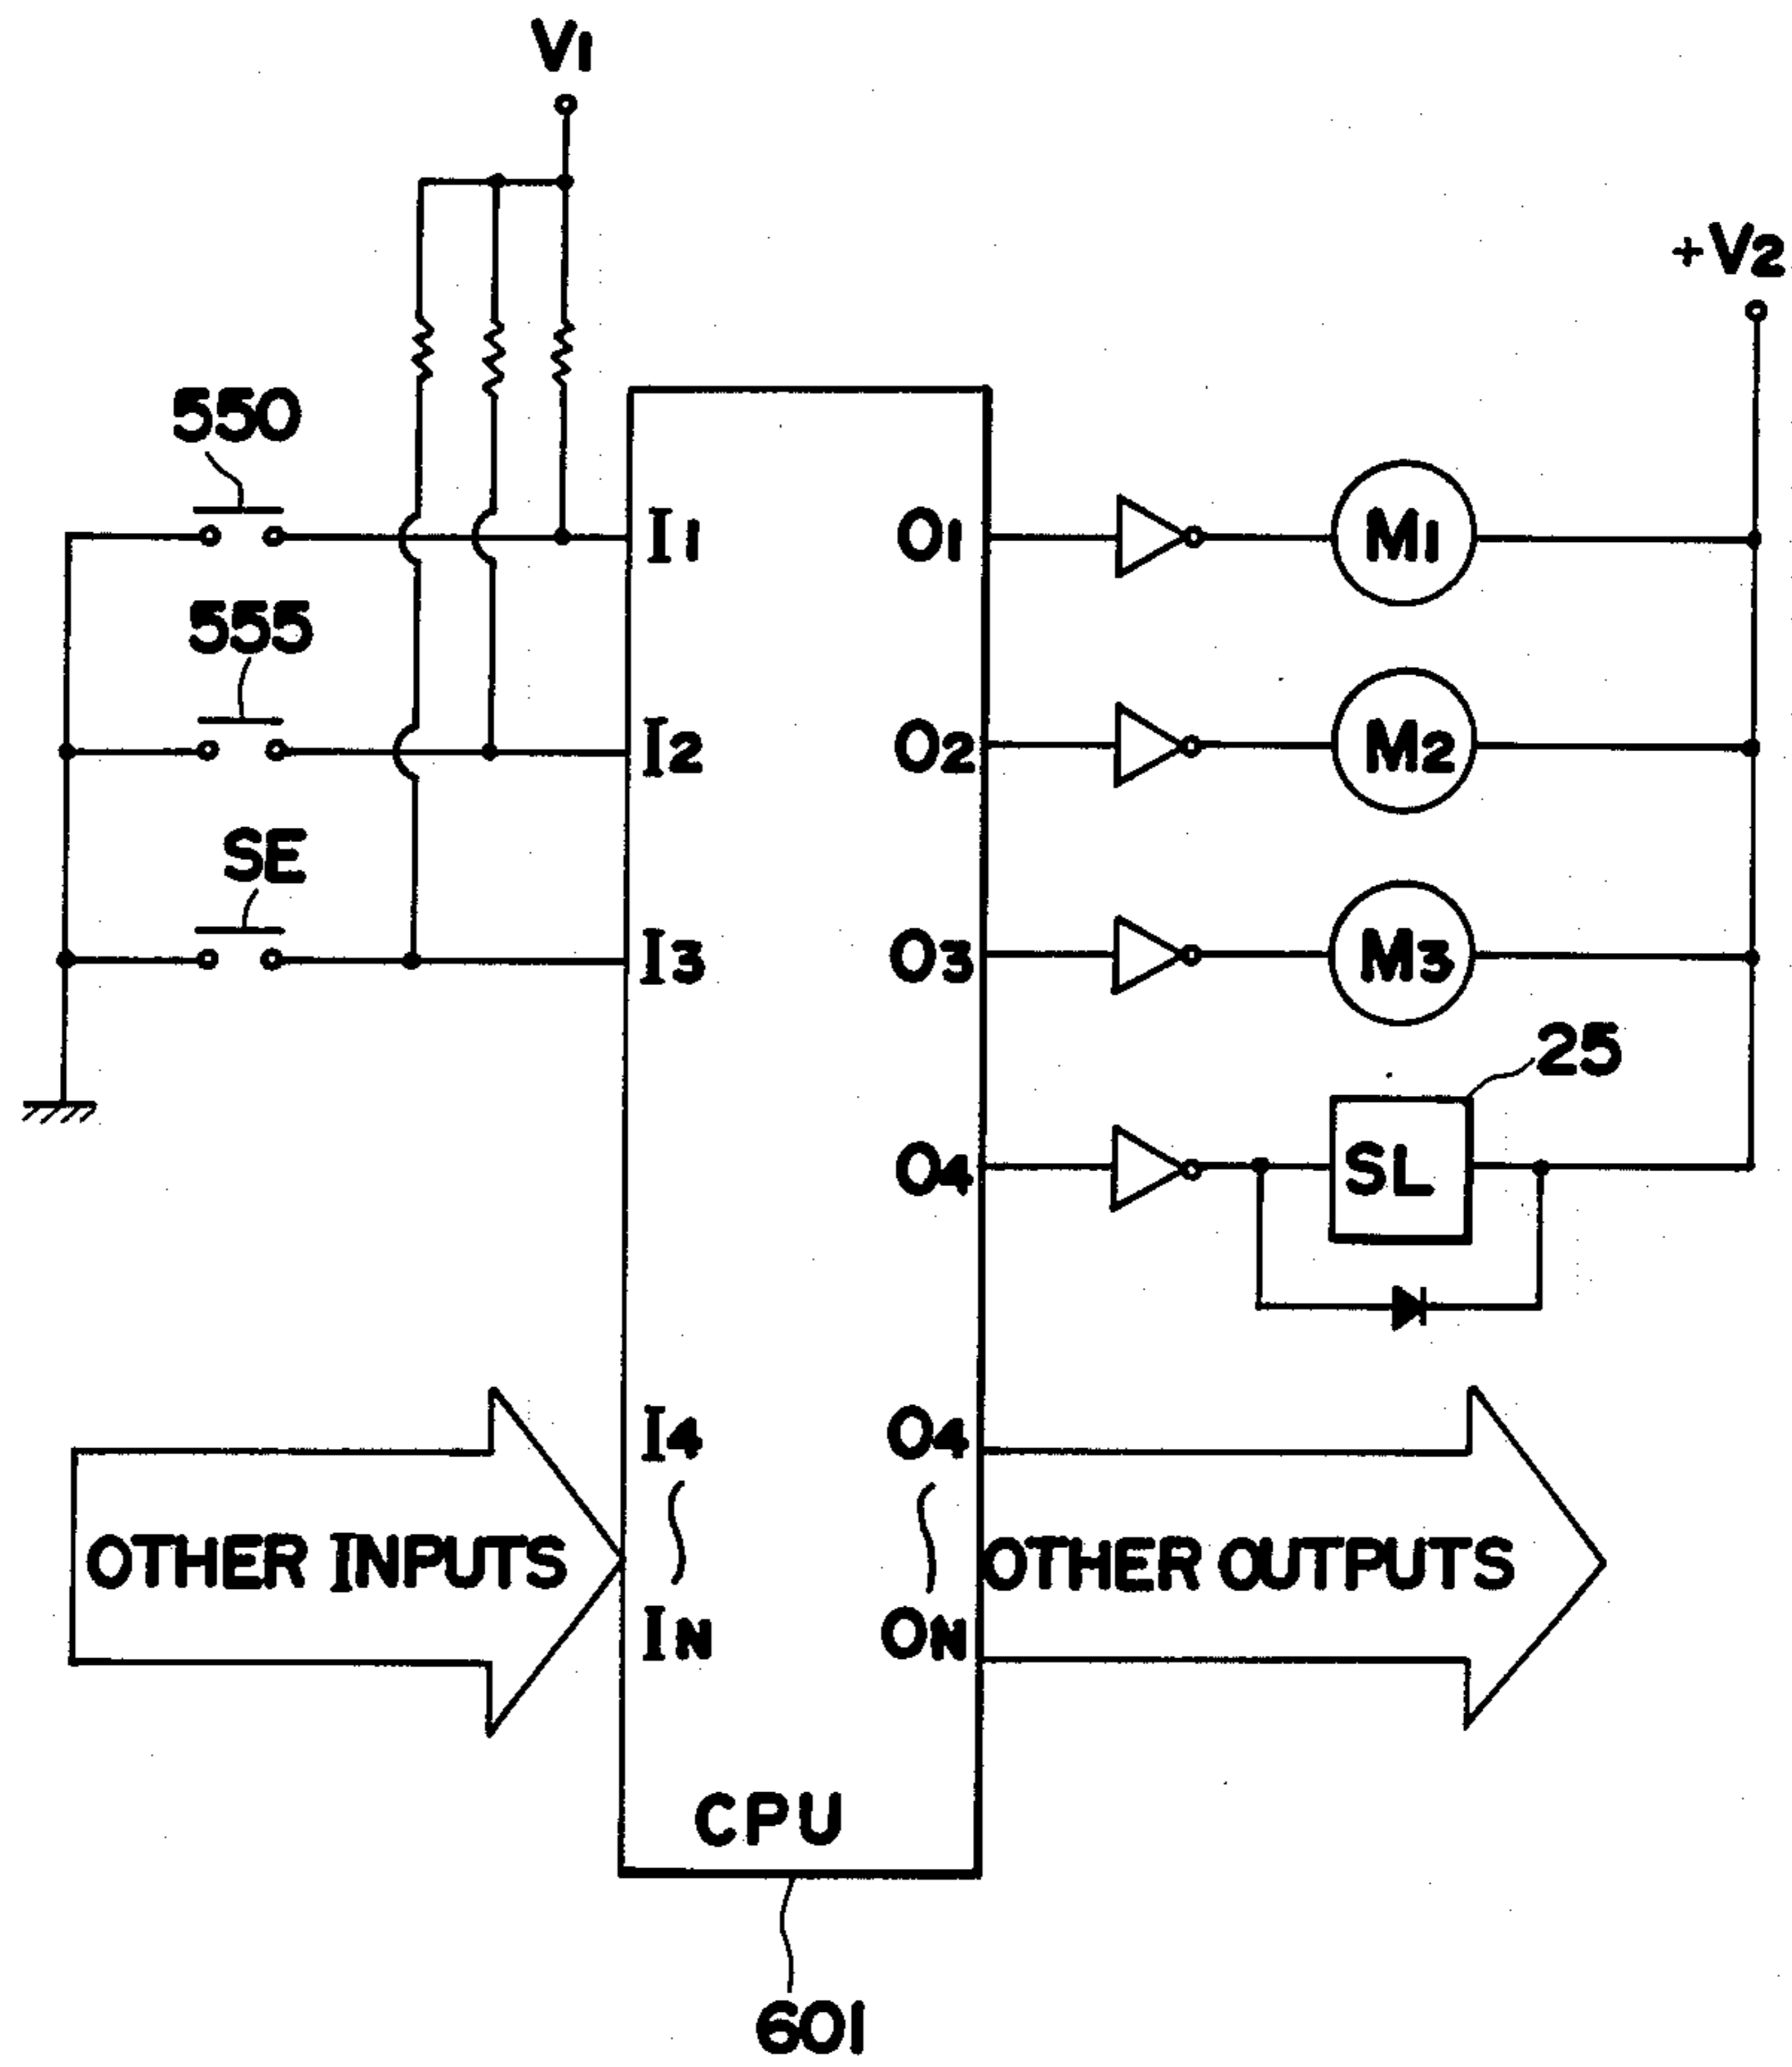 V1
+V2
550
I1
O1
M1
555
I2
O2
M2
SE
I3
O3
M3
25
O4
SL
I4
O4
OTHER INPUTS
OTHER OUTPUTS
IN
ON
CPU
601